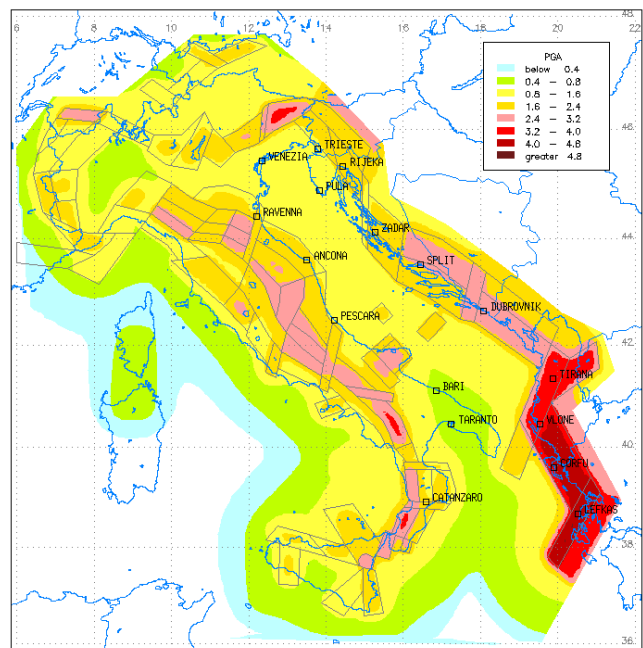 6 8 10 12 14 16 18 20 22
48
PGA
below 0.4
0.4 – 0.8
0.8 – 1.6
1.6 – 2.4
2.4 – 3.2
3.2 – 4.0
4.0 – 4.8
greater 4.8
46
TRIESTE
VENEZIA
RIJEKA
PULA
RAVENNA
ZADAR
44
ANCONA
SPLIT
DUBROVNIK
PESCARA
42
TIRANA
BARI
TARANTO
VLONE
40
CORFU
CATANZARO
LEFKAS
38
36